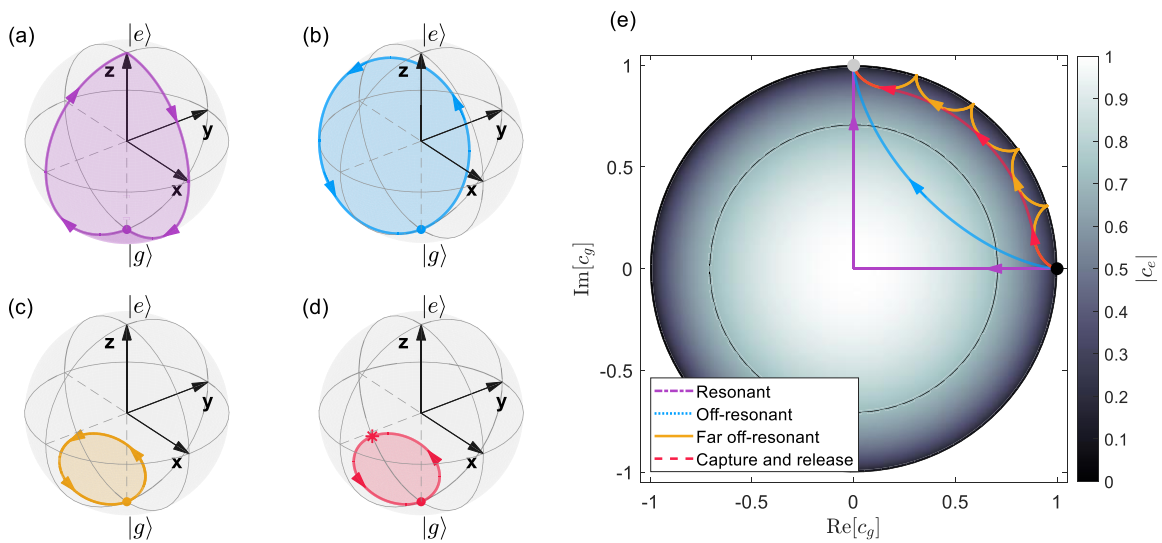 (a)
|e⟩
z
y
x
|g⟩
(b)
|e⟩
z
y
x
|g⟩
(c)
|e⟩
z
y
x
|g⟩
(d)
|e⟩
z
y
x
|g⟩
(e)
1
0.5
0
-0.5
-1
Im[c_g]
-1
-0.5
0
0.5
1
Re[c_g]
Resonant
Off-resonant
Far off-resonant
Capture and release
1
0.9
0.8
0.7
0.6
0.5
0.4
0.3
0.2
0.1
0
|c_e|